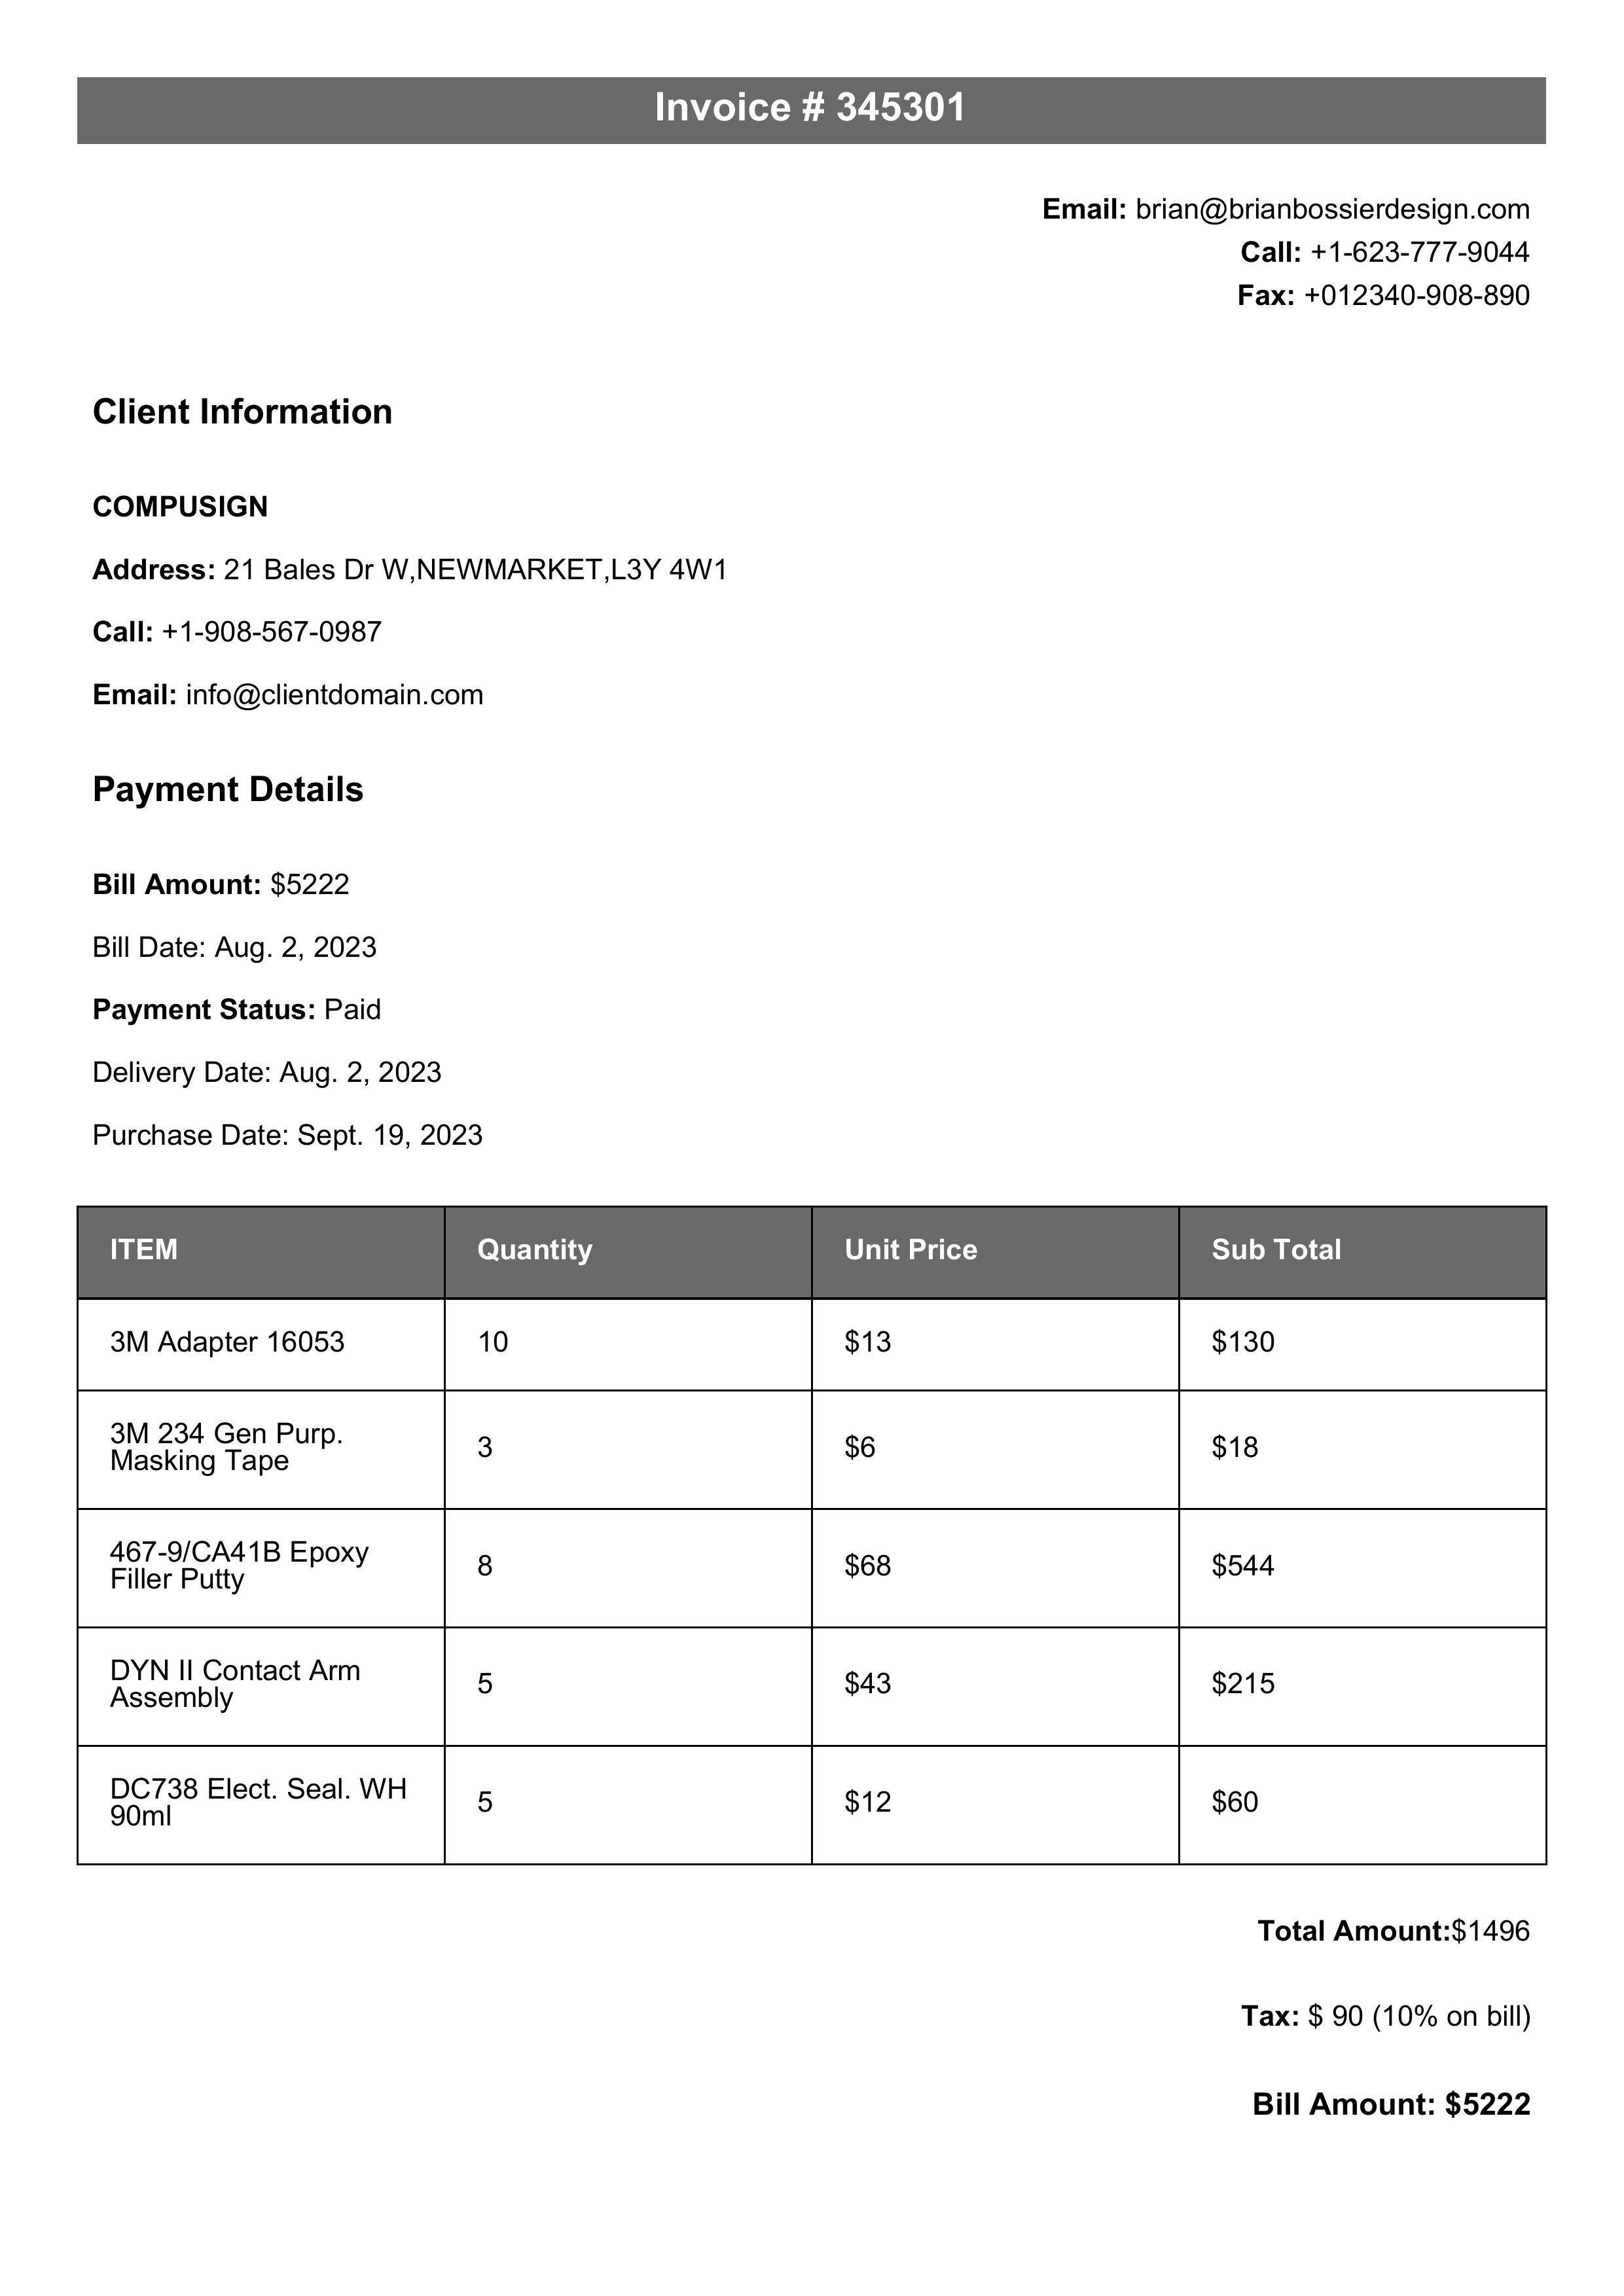 Invoice # 345301
Email: brian@brianbossierdesign.com
Call: +1-623-777-9044
Fax: +012340-908-890
Client Information
COMPUSIGN
Address: 21 Bales Dr W,NEWMARKET,L3Y 4W1
Call: +1-908-567-0987
Email: info@clientdomain.com
Payment Details
Bill Amount: $5222
Bill Date: Aug. 2, 2023
Payment Status: Paid
Delivery Date: Aug. 2, 2023
Purchase Date: Sept. 19, 2023
ITEM Quantity Unit Price Sub Total
3M Adapter 16053 10 $13 $130
3M 234 Gen Purp.
Masking Tape 3 $6 $18
467-9/CA41B Epoxy
Filler Putty 8 $68 $544
DYN II Contact Arm
Assembly 5 $43 $215
DC738 Elect. Seal. WH
90ml 5 $12 $60
Total Amount:$1496
Tax: $ 90 (10% on bill)
Bill Amount: $5222